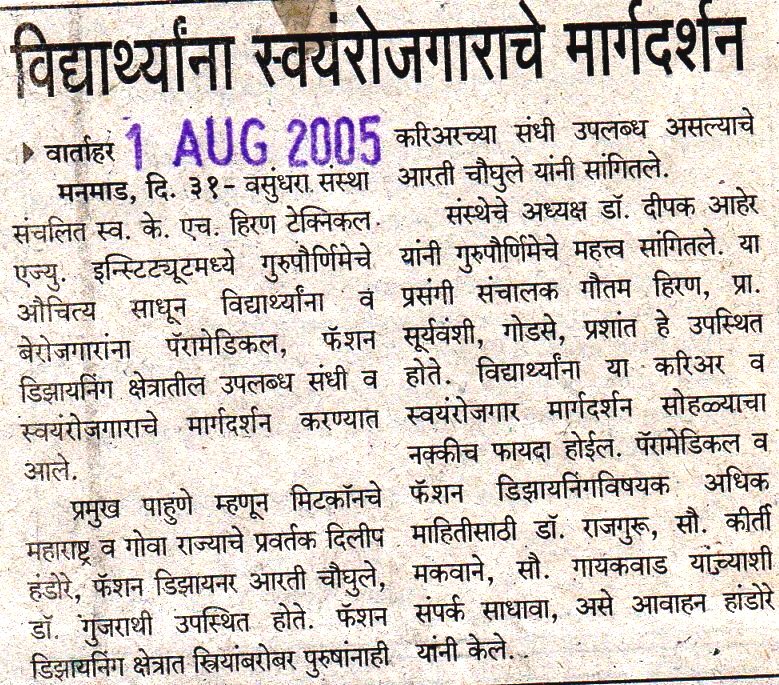 विद्यार्थ्यांना स्वयंरोजगाराचे मार्गदर्शन
वार्ताहर 1 AUG 2005
मनमाड, दि. ३१- वसुंधरा संस्था
संचलित स्व. के. एच. हिरण टेक्निकल
एज्यु. इन्स्टिट्यूटमध्ये गुरुपौर्णिमेचे
औचित्य साधून विद्यार्थ्यांना व
बेरोजगारांना पॅरामेडिकल, फॅशन
डिझायनिंग क्षेत्रातील उपलब्ध संधी व
स्वयंरोजगाराचे मार्गदर्शन करण्यात
आले.
प्रमुख पाहुणे म्हणून मिटकॉनचे
महाराष्ट्र व गोवा राज्याचे प्रवर्तक दिलीप
हंडोरे, फॅशन डिझायनर आरती चौघुले,
डॉ. गुजराथी उपस्थित होते. फॅशन
डिझायनिंग क्षेत्रात स्त्रियांबरोबर पुरुषांनाही
करिअरच्या संधी उपलब्ध असल्याचे
आरती चौघुले यांनी सांगितले.
संस्थेचे अध्यक्ष डॉ. दीपक आहेर
यांनी गुरुपौर्णिमेचे महत्त्व सांगितले. या
प्रसंगी संचालक गौतम हिरण, प्रा.
सूर्यवंशी, गोडसे, प्रशांत हे उपस्थित
होते. विद्यार्थ्यांना या करिअर व
स्वयंरोजगार मार्गदर्शन सोहळ्याचा
नक्कीच फायदा होईल. पॅरामेडिकल व
फॅशन डिझायनिंगविषयक अधिक
माहितीसाठी डॉ. राजगुरू, सौ. कीर्ती
मकवाने, सौ. गायकवाड यांच्याशी
संपर्क साधावा, असे आवाहन हांडोरे
यांनी केले.